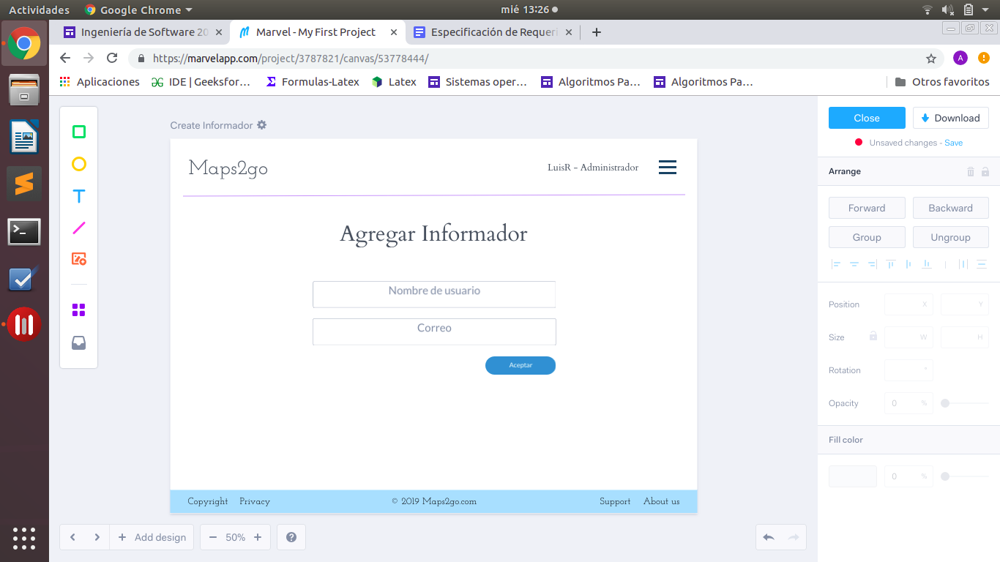 Actividades Google Chrome mié 13:26
Ingeniería de Software 20 Marvel - My First Project Especificación de Requeri
https://marvelapp.com/project/3787821/canvas/53778444/ A
Aplicaciones IDE | Geeksfor… Formulas-Latex Latex Sistemas oper… Algoritmos Pa… Algoritmos Pa… Otros favoritos
Create Informador
Close Download
Unsaved changes - Save
Maps2go LuisR - Administrador
Arrange
Forward Backward
Group Ungroup
Agregar Informador
Nombre de usuario
Correo
Aceptar
Position X Y
Size W H
Rotation °
Opacity 0 %
Fill color
0 %
Copyright Privacy © 2019 Maps2go.com Support About us
Add design 50%